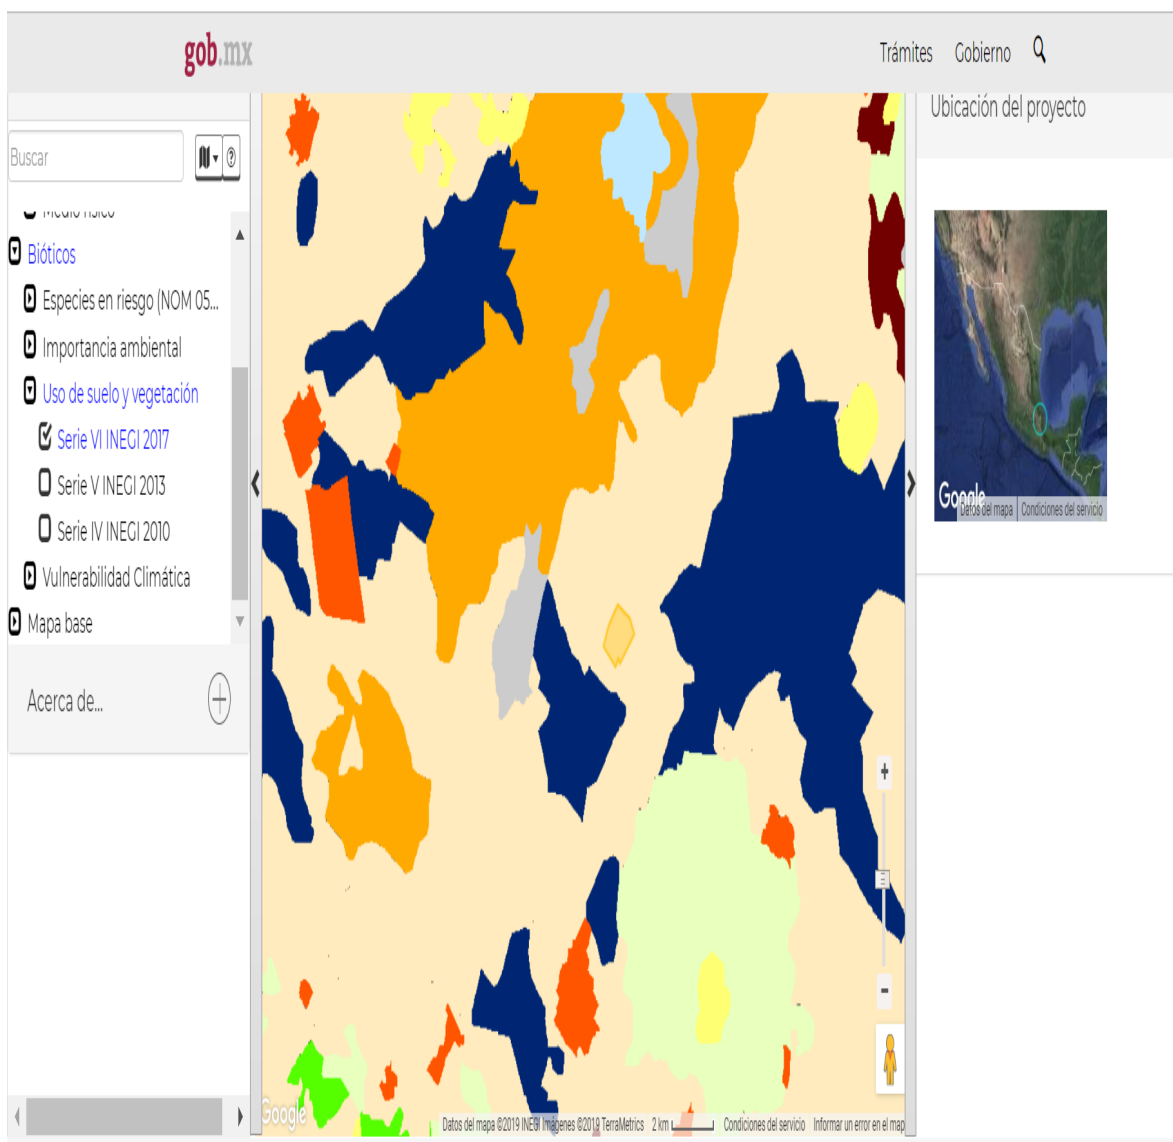 gob.mx
Trámites Gobierno
Buscar
Medio físico
Bióticos
Especies en riesgo (NOM 05...
Importancia ambiental
Uso de suelo y vegetación
Serie VI INEGI 2017
Serie V INEGI 2013
Serie IV INEGI 2010
Vulnerabilidad Climática
Mapa base
Acerca de...
Google
Datos del mapa ©2019 INEGI Imágenes ©2019 TerraMetrics 2 km Condiciones del servicio Informar un error en el map
Ubicación del proyecto
Google
Datos del mapa Condiciones del servicio